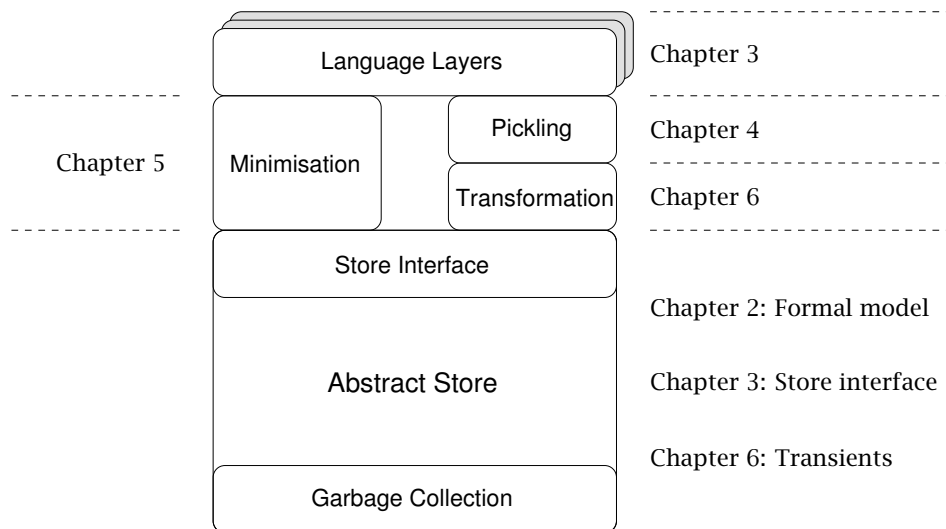 Language Layers
Chapter 3
Pickling
Chapter 4
Chapter 5
Minimisation
Transformation
Chapter 6
Store Interface
Chapter 2: Formal model
Abstract Store
Chapter 3: Store interface
Chapter 6: Transients
Garbage Collection